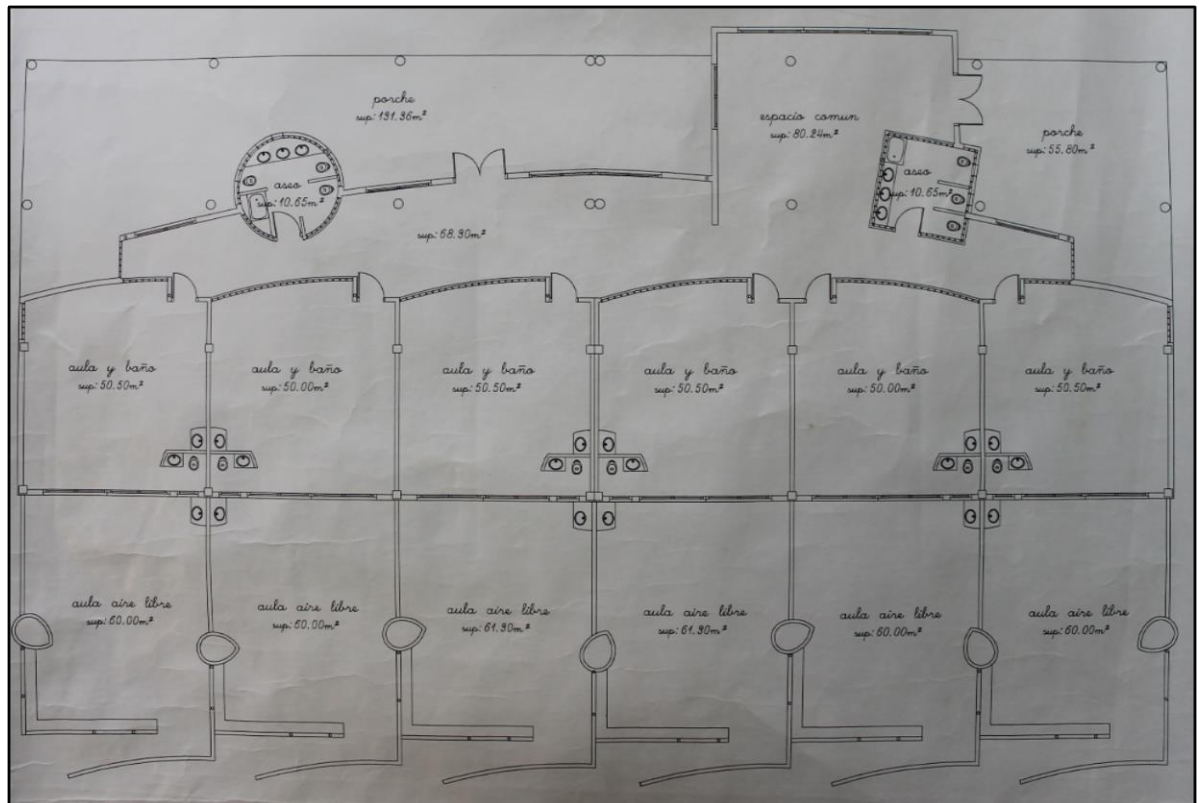 porche
sup: 191.96m²
espacio comun
sup: 80.24m²
porche
sup: 55.80m²
aseo
sup: 10.65m²
aseo
sup: 10.65m²
sup: 68.90m²
aula y baño
sup: 50.50m²
aula y baño
sup: 50.00m²
aula y baño
sup: 50.50m²
aula y baño
sup: 50.50m²
aula y baño
sup: 50.00m²
aula y baño
sup: 50.50m²
aula aire libre
sup: 60.00m²
aula aire libre
sup: 60.00m²
aula aire libre
sup: 61.90m²
aula aire libre
sup: 61.90m²
aula aire libre
sup: 60.00m²
aula aire libre
sup: 60.00m²